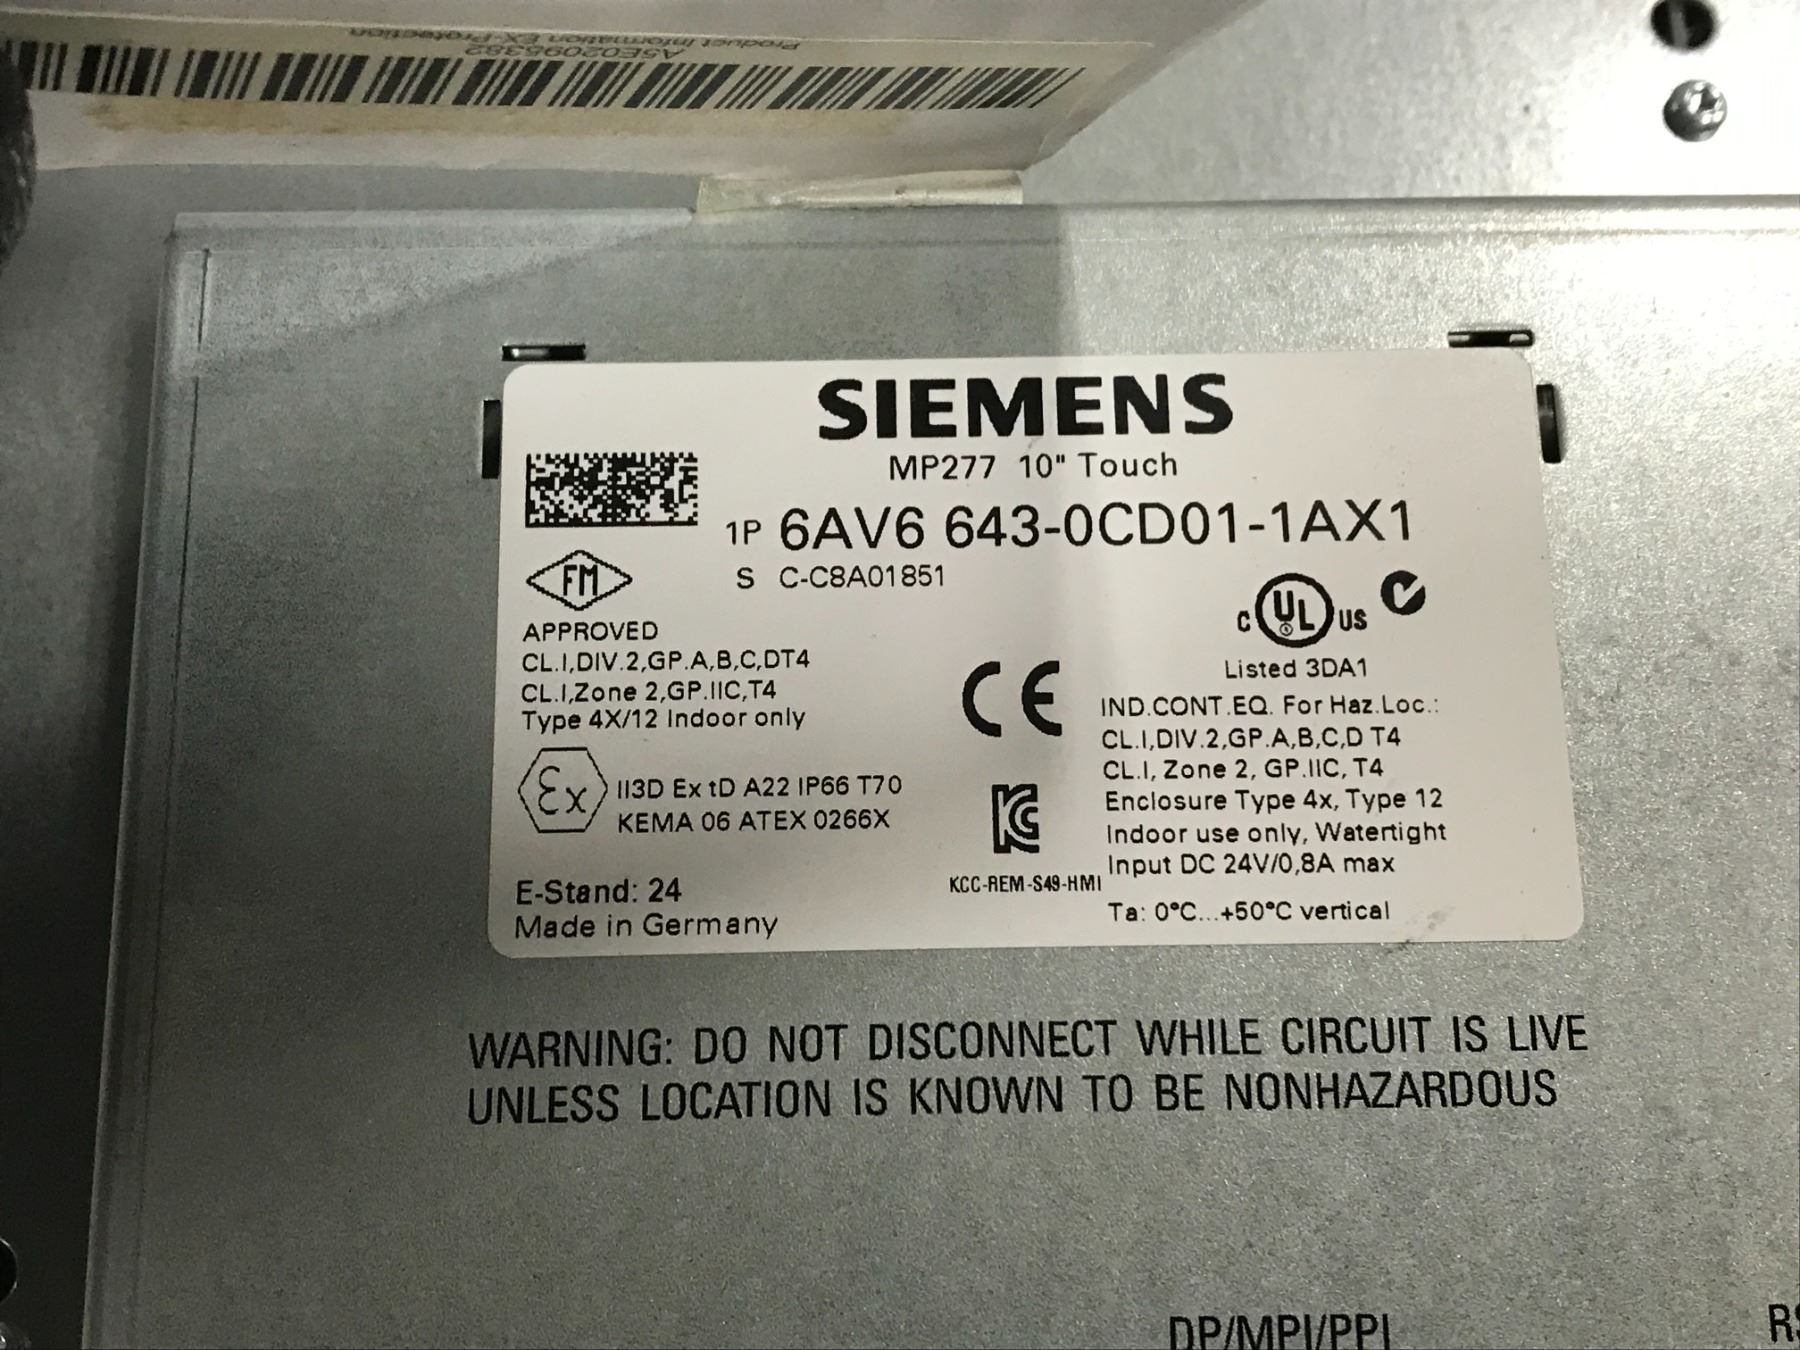 Product Information EX-Protection
A5E02095382
SIEMENS
MP277 10" Touch
1P 6AV6 643-0CD01-1AX1
S C-C8A01851
FM
APPROVED
CL.I,DIV.2,GP.A,B,C,DT4
CL.I,Zone 2,GP.IIC,T4
Type 4X/12 Indoor only
Ex II3D Ex tD A22 IP66 T70
KEMA 06 ATEX 0266X
E-Stand: 24
Made in Germany
CE
KCC-REM-S49-HMI
C UL US
Listed 3DA1
IND.CONT.EQ. For Haz.Loc.:
CL.I,DIV.2,GP.A,B,C,D T4
CL.I, Zone 2, GP.IIC, T4
Enclosure Type 4x, Type 12
Indoor use only, Watertight
Input DC 24V/0,8A max
Ta: 0°C...+50°C vertical
WARNING: DO NOT DISCONNECT WHILE CIRCUIT IS LIVE
UNLESS LOCATION IS KNOWN TO BE NONHAZARDOUS
DP/MPI/PPI